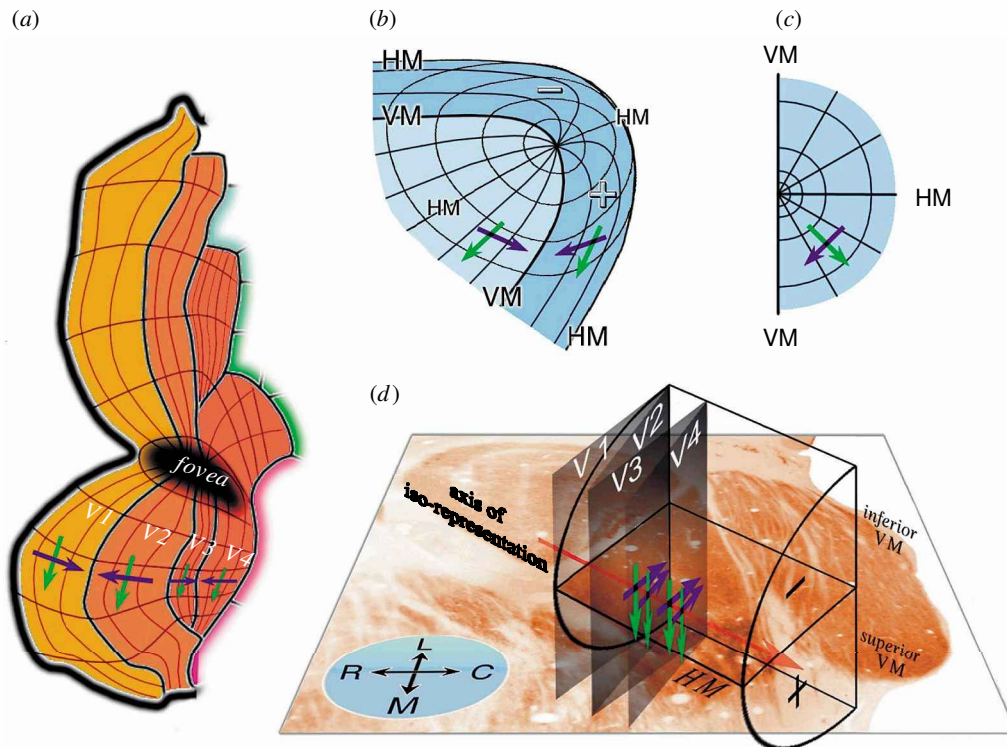 (a)
fovea
V1
V2
V3
V4
(b)
HM
VM
HM
HM
VM
HM
−
+
(c)
VM
HM
VM
(d)
V1
V2
V3
V4
axis of
iso-representation
inferior
VM
superior
VM
HM
L
R
C
M